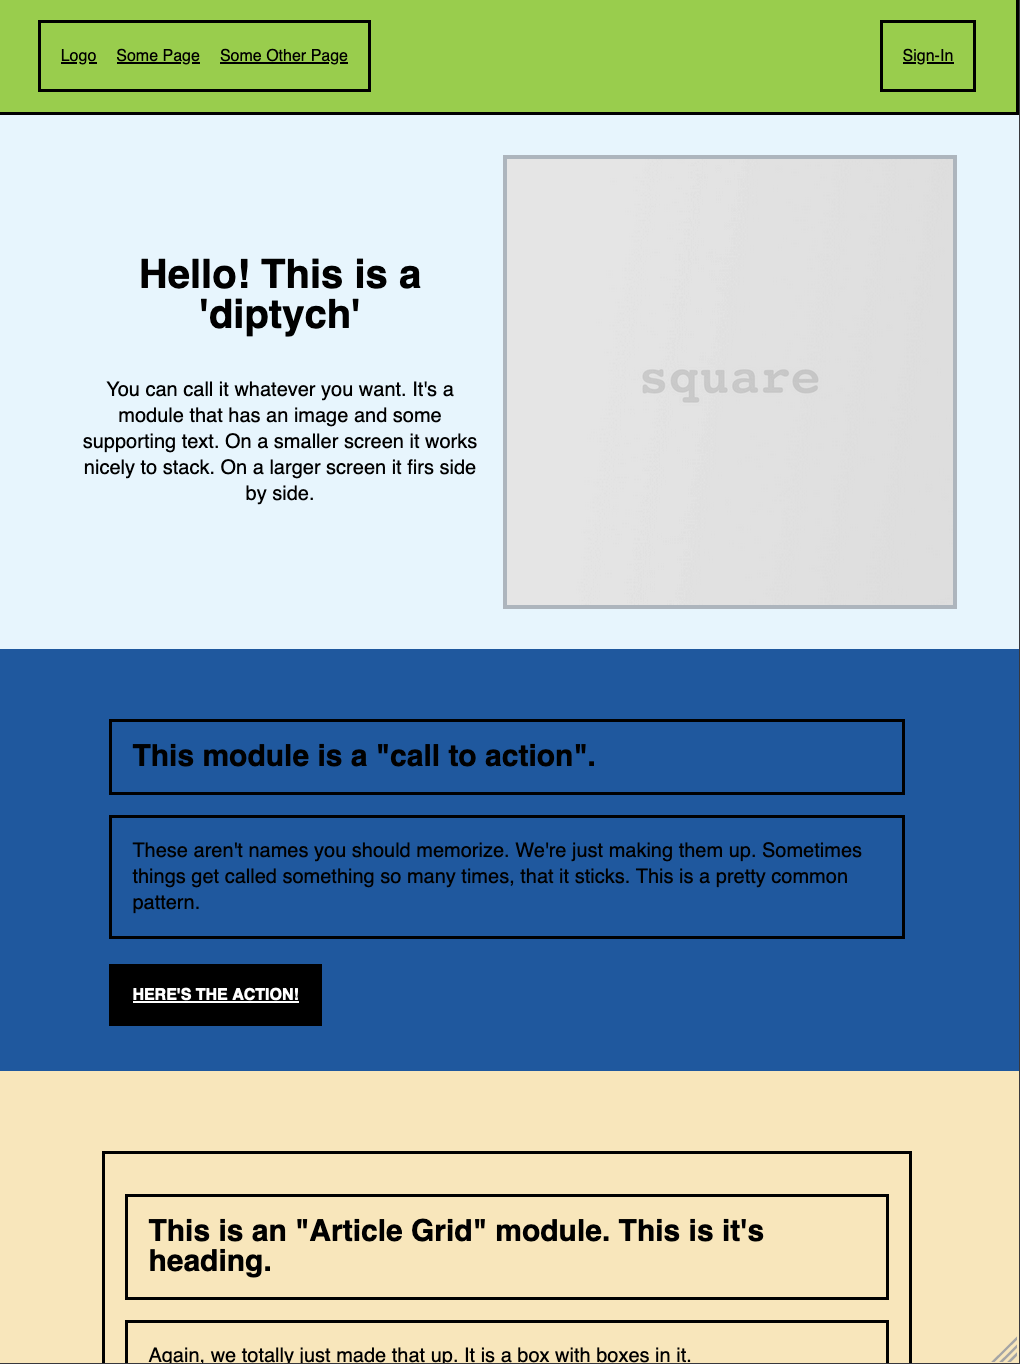 Logo Some Page Some Other Page Sign-In
Hello! This is a
'diptych'
You can call it whatever you want. It's a
module that has an image and some
supporting text. On a smaller screen it works
nicely to stack. On a larger screen it firs side
by side.
square
This module is a "call to action".
These aren't names you should memorize. We're just making them up. Sometimes
things get called something so many times, that it sticks. This is a pretty common
pattern.
HERE'S THE ACTION!
This is an "Article Grid" module. This is it's
heading.
Again, we totally just made that up. It is a box with boxes in it.